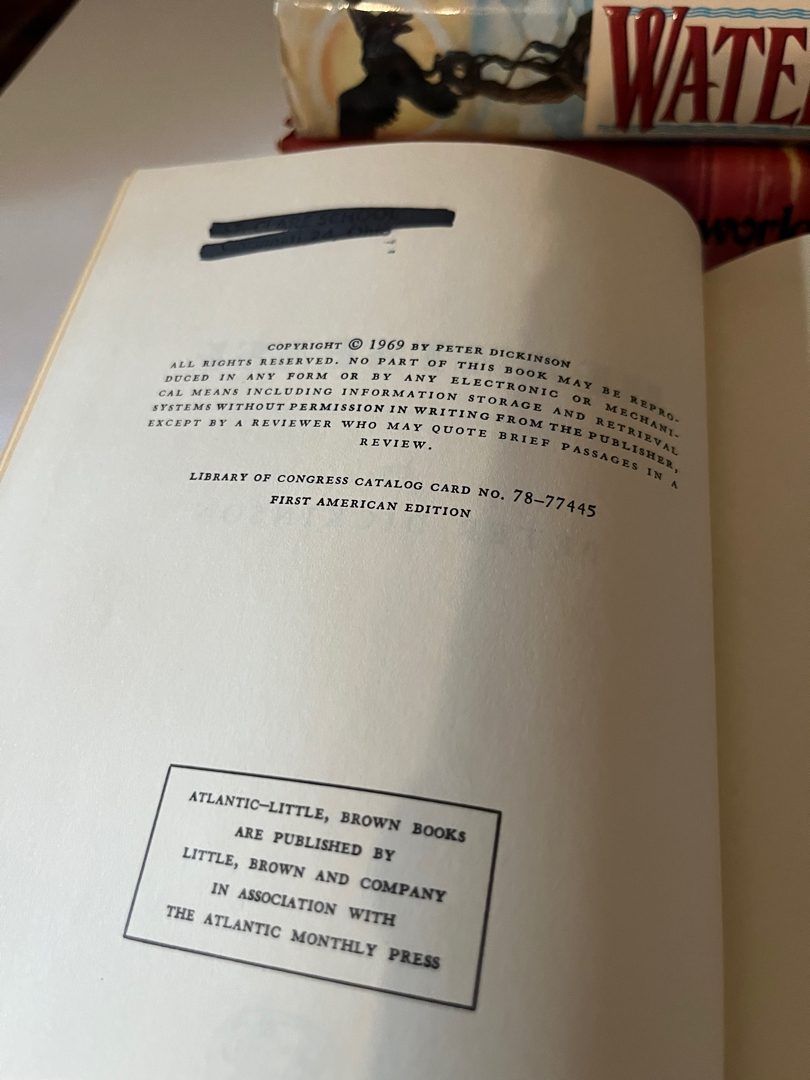 WATE
world
SCHOOL
Ohio
COPYRIGHT © 1969 BY PETER DICKINSON
ALL RIGHTS RESERVED. NO PART OF THIS BOOK MAY BE REPRO-
DUCED IN ANY FORM OR BY ANY ELECTRONIC OR MECHANI-
CAL MEANS INCLUDING INFORMATION STORAGE AND RETRIEVAL
SYSTEMS WITHOUT PERMISSION IN WRITING FROM THE PUBLISHER,
EXCEPT BY A REVIEWER WHO MAY QUOTE BRIEF PASSAGES IN A
REVIEW.
LIBRARY OF CONGRESS CATALOG CARD NO. 78–77445
FIRST AMERICAN EDITION
ATLANTIC–LITTLE, BROWN BOOKS
ARE PUBLISHED BY
LITTLE, BROWN AND COMPANY
IN ASSOCIATION WITH
THE ATLANTIC MONTHLY PRESS